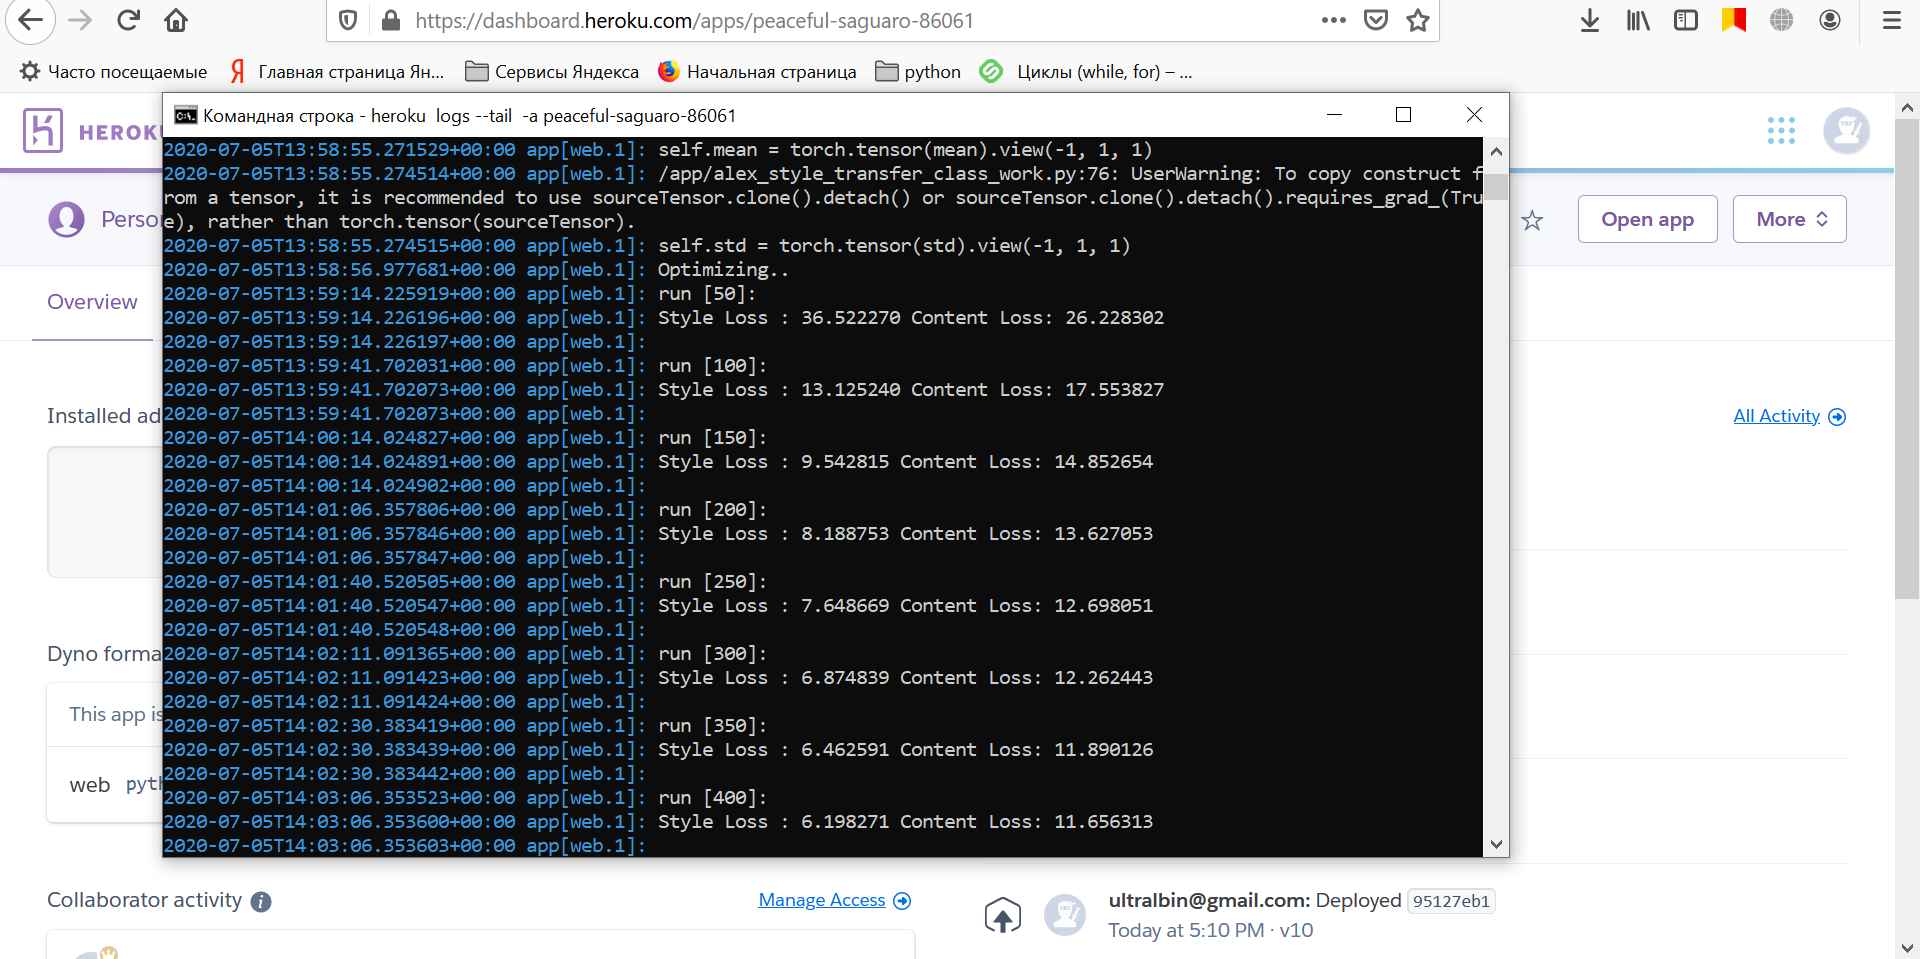 https://dashboard.heroku.com/apps/peaceful-saguaro-86061
Часто посещаемые
Главная страница Ян...
Сервисы Яндекса
Начальная страница
python
Циклы (while, for) – ...
Командная строка - heroku  logs --tail  -a peaceful-saguaro-86061
2020-07-05T13:58:55.271529+00:00 app[web.1]: self.mean = torch.tensor(mean).view(-1, 1, 1)
2020-07-05T13:58:55.274514+00:00 app[web.1]: /app/alex_style_transfer_class_work.py:76: UserWarning: To copy construct f
rom a tensor, it is recommended to use sourceTensor.clone().detach() or sourceTensor.clone().detach().requires_grad_(Tru
e), rather than torch.tensor(sourceTensor).
2020-07-05T13:58:55.274515+00:00 app[web.1]: self.std = torch.tensor(std).view(-1, 1, 1)
2020-07-05T13:58:56.977681+00:00 app[web.1]: Optimizing..
2020-07-05T13:59:14.225919+00:00 app[web.1]: run [50]:
2020-07-05T13:59:14.226196+00:00 app[web.1]: Style Loss : 36.522270 Content Loss: 26.228302
2020-07-05T13:59:14.226197+00:00 app[web.1]:
2020-07-05T13:59:41.702031+00:00 app[web.1]: run [100]:
2020-07-05T13:59:41.702073+00:00 app[web.1]: Style Loss : 13.125240 Content Loss: 17.553827
2020-07-05T13:59:41.702073+00:00 app[web.1]:
2020-07-05T14:00:14.024827+00:00 app[web.1]: run [150]:
2020-07-05T14:00:14.024891+00:00 app[web.1]: Style Loss : 9.542815 Content Loss: 14.852654
2020-07-05T14:00:14.024902+00:00 app[web.1]:
2020-07-05T14:01:06.357806+00:00 app[web.1]: run [200]:
2020-07-05T14:01:06.357846+00:00 app[web.1]: Style Loss : 8.188753 Content Loss: 13.627053
2020-07-05T14:01:06.357847+00:00 app[web.1]:
2020-07-05T14:01:40.520505+00:00 app[web.1]: run [250]:
2020-07-05T14:01:40.520547+00:00 app[web.1]: Style Loss : 7.648669 Content Loss: 12.698051
2020-07-05T14:01:40.520548+00:00 app[web.1]:
2020-07-05T14:02:11.091365+00:00 app[web.1]: run [300]:
2020-07-05T14:02:11.091423+00:00 app[web.1]: Style Loss : 6.874839 Content Loss: 12.262443
2020-07-05T14:02:11.091424+00:00 app[web.1]:
2020-07-05T14:02:30.383419+00:00 app[web.1]: run [350]:
2020-07-05T14:02:30.383439+00:00 app[web.1]: Style Loss : 6.462591 Content Loss: 11.890126
2020-07-05T14:02:30.383442+00:00 app[web.1]:
2020-07-05T14:03:06.353523+00:00 app[web.1]: run [400]:
2020-07-05T14:03:06.353600+00:00 app[web.1]: Style Loss : 6.198271 Content Loss: 11.656313
2020-07-05T14:03:06.353603+00:00 app[web.1]:
HEROK
Perso
Open app
More
Overview
Installed ad
All Activity
Dyno forma
This app is
web pyth
Collaborator activity
Manage Access
ultralbin@gmail.com: Deployed 95127eb1
Today at 5:10 PM · v10